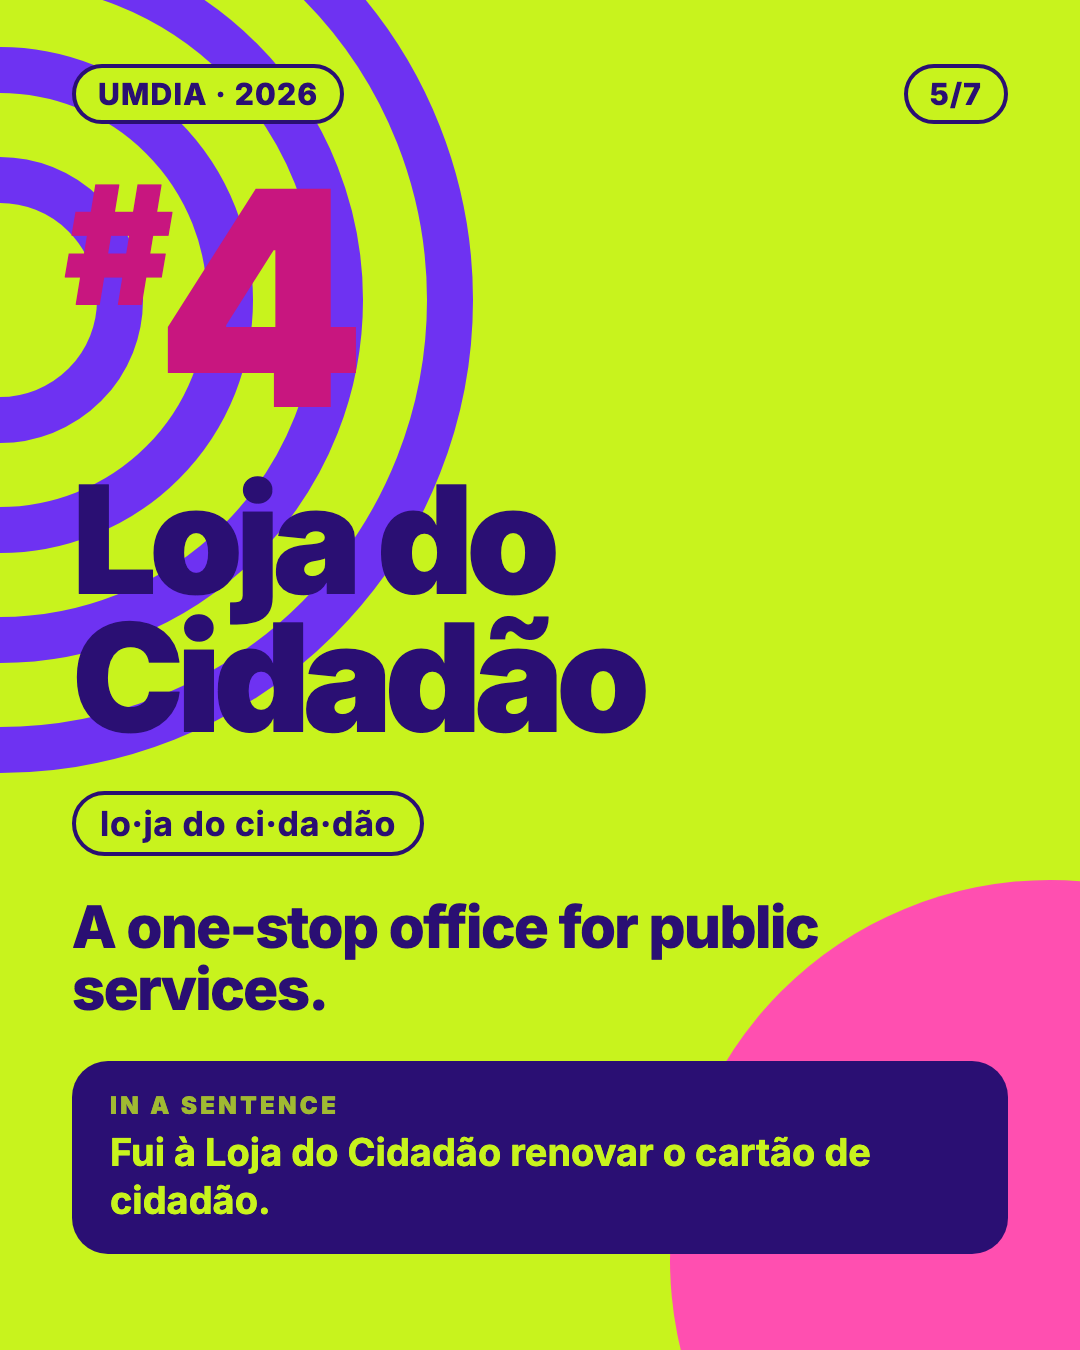 UMDIA · 2026
5/7
#4
Loja do
Cidadão
lo·ja do ci·da·dão
A one-stop office for public
services.
IN A SENTENCE
Fui à Loja do Cidadão renovar o cartão de
cidadão.